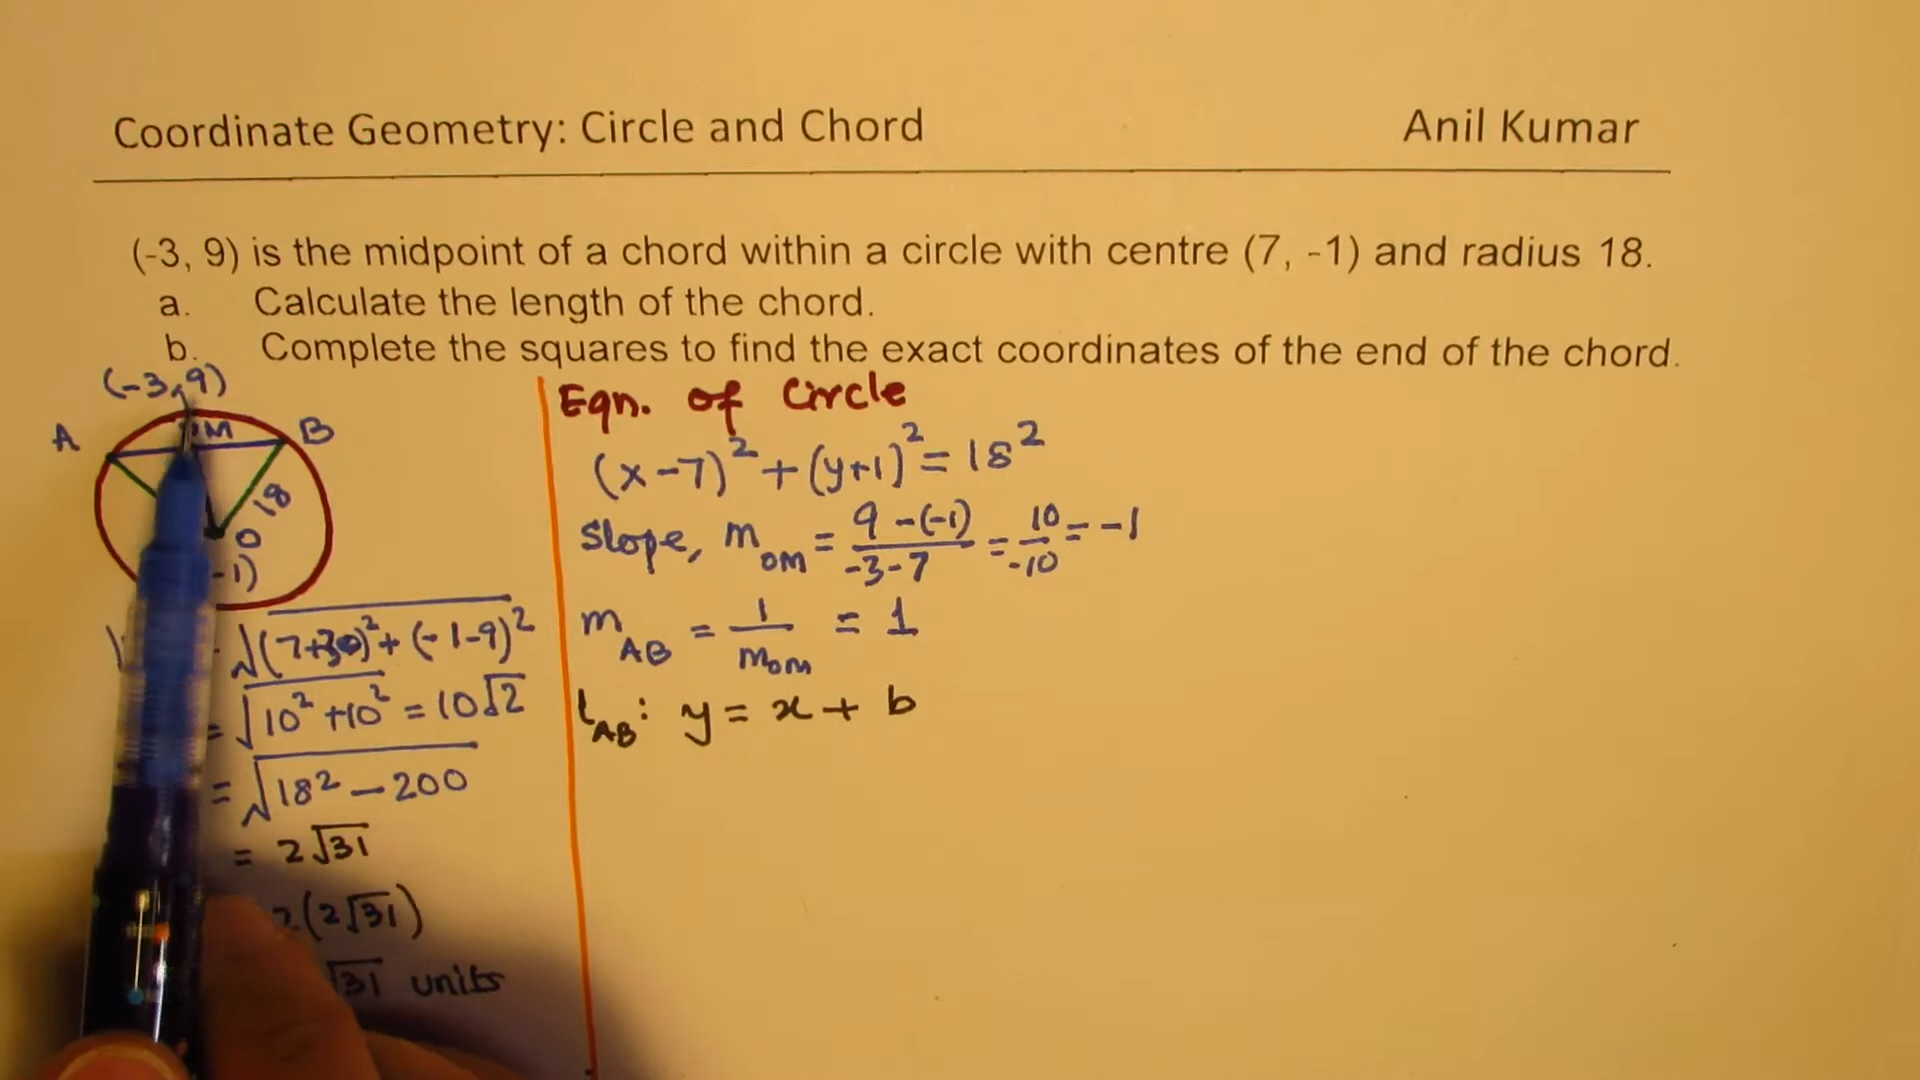 Coordinate Geometry: Circle and Chord Anil Kumar
(-3, 9) is the midpoint of a chord within a circle with centre (7, -1) and radius 18.
a. Calculate the length of the chord.
b. Complete the squares to find the exact coordinates of the end of the chord.
(-3, 9)
A M B
18
O
-1)
√(7+3)² + (-1-9)²
= √10² + 10² = 10√2
= √18² - 200
= 2√31
2(2√31)
√31 units
Eqn. of Circle
(x-7)² + (y+1)² = 18²
Slope, m_OM = 9-(-1)/-3-7 = 10/-10 = -1
m_AB = 1/m_OM = 1
L_AB : y = x + b